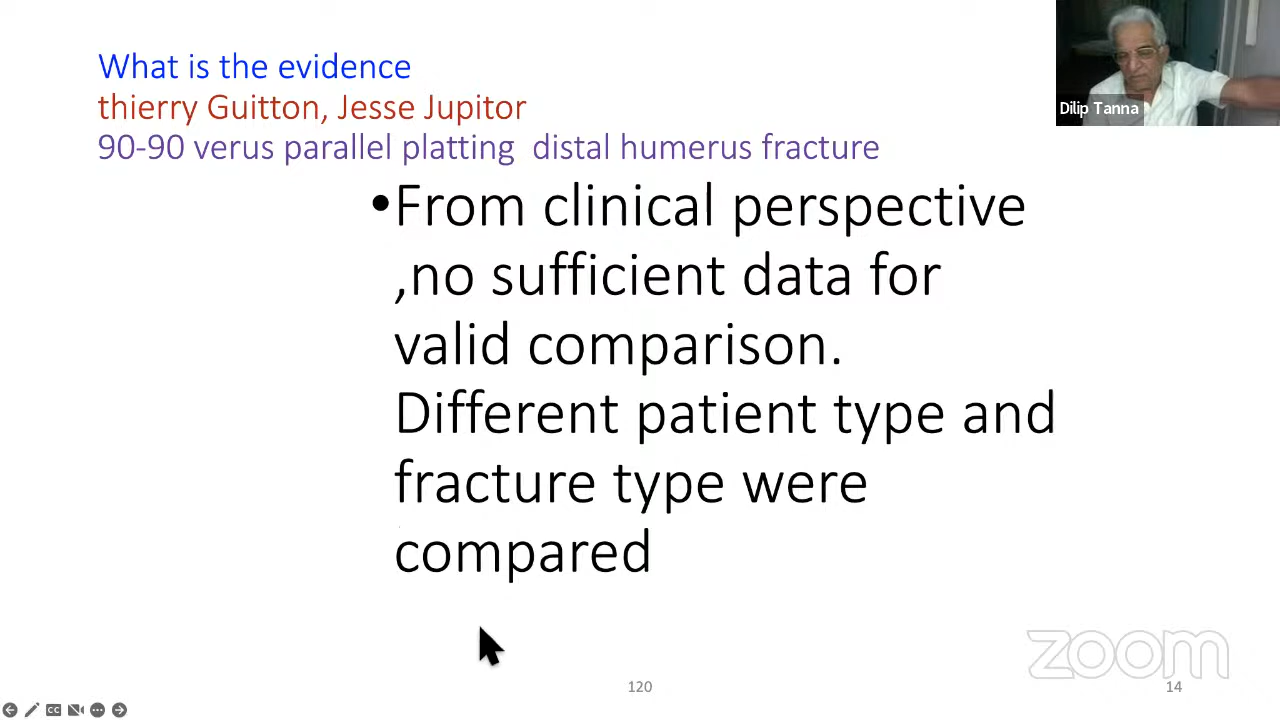 What is the evidence
thierry Guitton, Jesse Jupitor
90-90 verus parallel platting distal humerus fracture
Dilip Tanna
•From clinical perspective
,no sufficient data for
valid comparison.
Different patient type and
fracture type were
compared
zoom
120
14